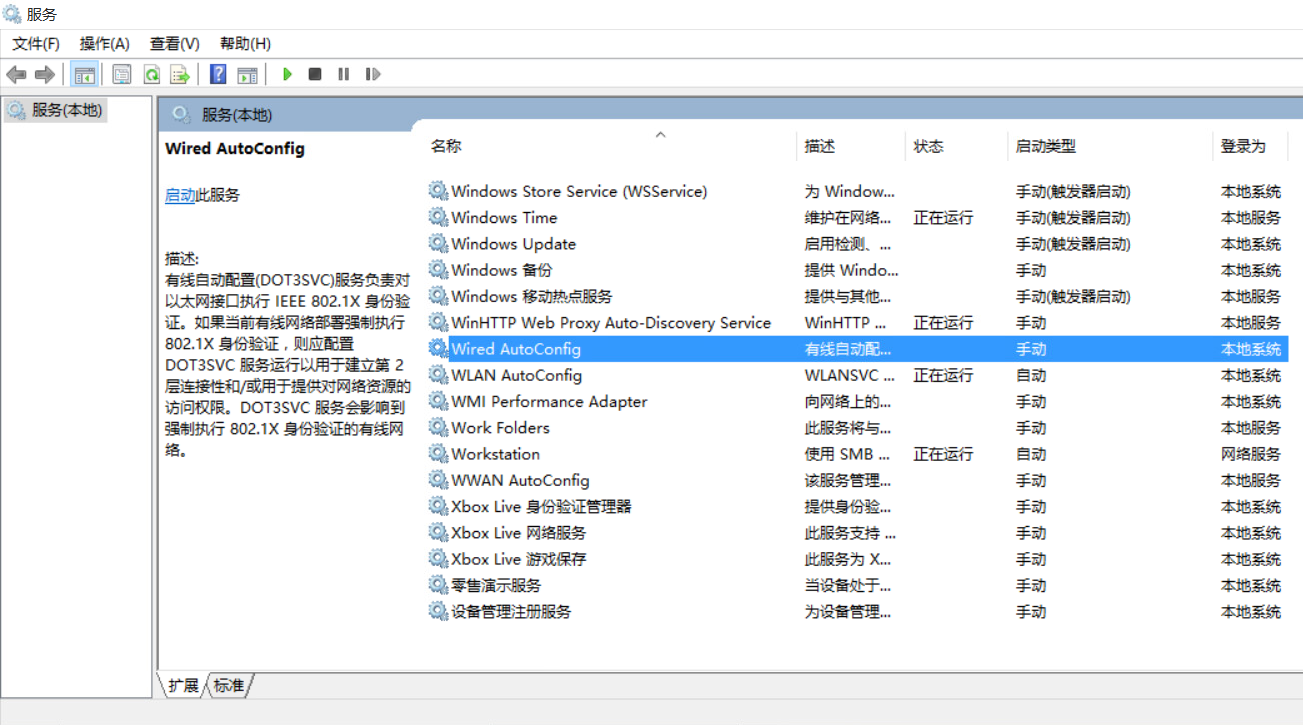 服务
文件(F) 操作(A) 查看(V) 帮助(H)
服务(本地)
服务(本地)
Wired AutoConfig
启动此服务
描述:
有线自动配置(DOT3SVC)服务负责对
以太网接口执行 IEEE 802.1X 身份验
证。如果当前有线网络部署强制执行
802.1X 身份验证，则应配置
DOT3SVC 服务运行以用于建立第 2
层连接性和/或用于提供对网络资源的
访问权限。DOT3SVC 服务会影响到
强制执行 802.1X 身份验证的有线网
络。
名称 描述 状态 启动类型 登录为
Windows Store Service (WSService) 为 Window... 手动(触发器启动) 本地系统
Windows Time 维护在网络... 正在运行 手动(触发器启动) 本地服务
Windows Update 启用检测、... 手动(触发器启动) 本地系统
Windows 备份 提供 Windo... 手动 本地系统
Windows 移动热点服务 提供与其他... 手动(触发器启动) 本地服务
WinHTTP Web Proxy Auto-Discovery Service WinHTTP ... 正在运行 手动 本地服务
Wired AutoConfig 有线自动配... 手动 本地系统
WLAN AutoConfig WLANSVC ... 正在运行 自动 本地系统
WMI Performance Adapter 向网络上的... 手动 本地系统
Work Folders 此服务将与... 手动 本地服务
Workstation 使用 SMB ... 正在运行 自动 网络服务
WWAN AutoConfig 该服务管理... 手动 本地服务
Xbox Live 身份验证管理器 提供身份验... 手动 本地系统
Xbox Live 网络服务 此服务支持 ... 手动 本地系统
Xbox Live 游戏保存 此服务为 X... 手动 本地系统
零售演示服务 当设备处于... 手动 本地系统
设备管理注册服务 为设备管理... 手动 本地系统
扩展 标准